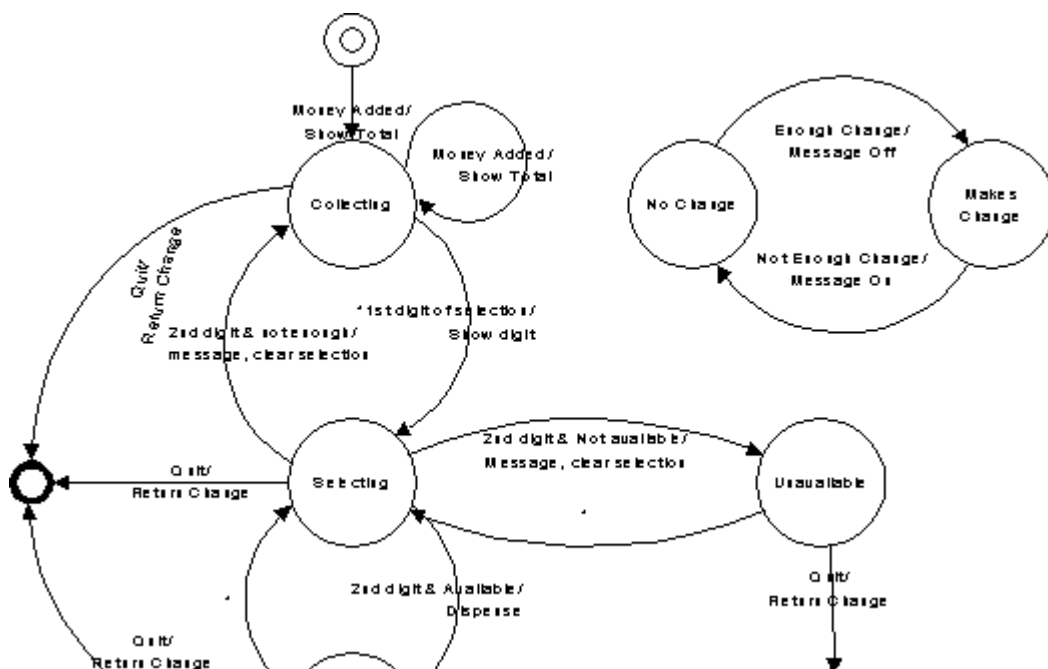 Money Added/
Show Total
Money Added/
Show Total
Collecting
Enough Change/
Message Off
No Change
Makes
Change
Not Enough Change/
Message On
Quit/
Return Change
2nd digit & not enough/
message, clear selection
*1st digit of selection/
Show digit
2nd digit & Not available/
Message, clear selection
Quit/
Return Change
Selecting
Unavailable
*
2nd digit & Available/
Dispense
*
Quit/
Return Change
Quit/
Return Change